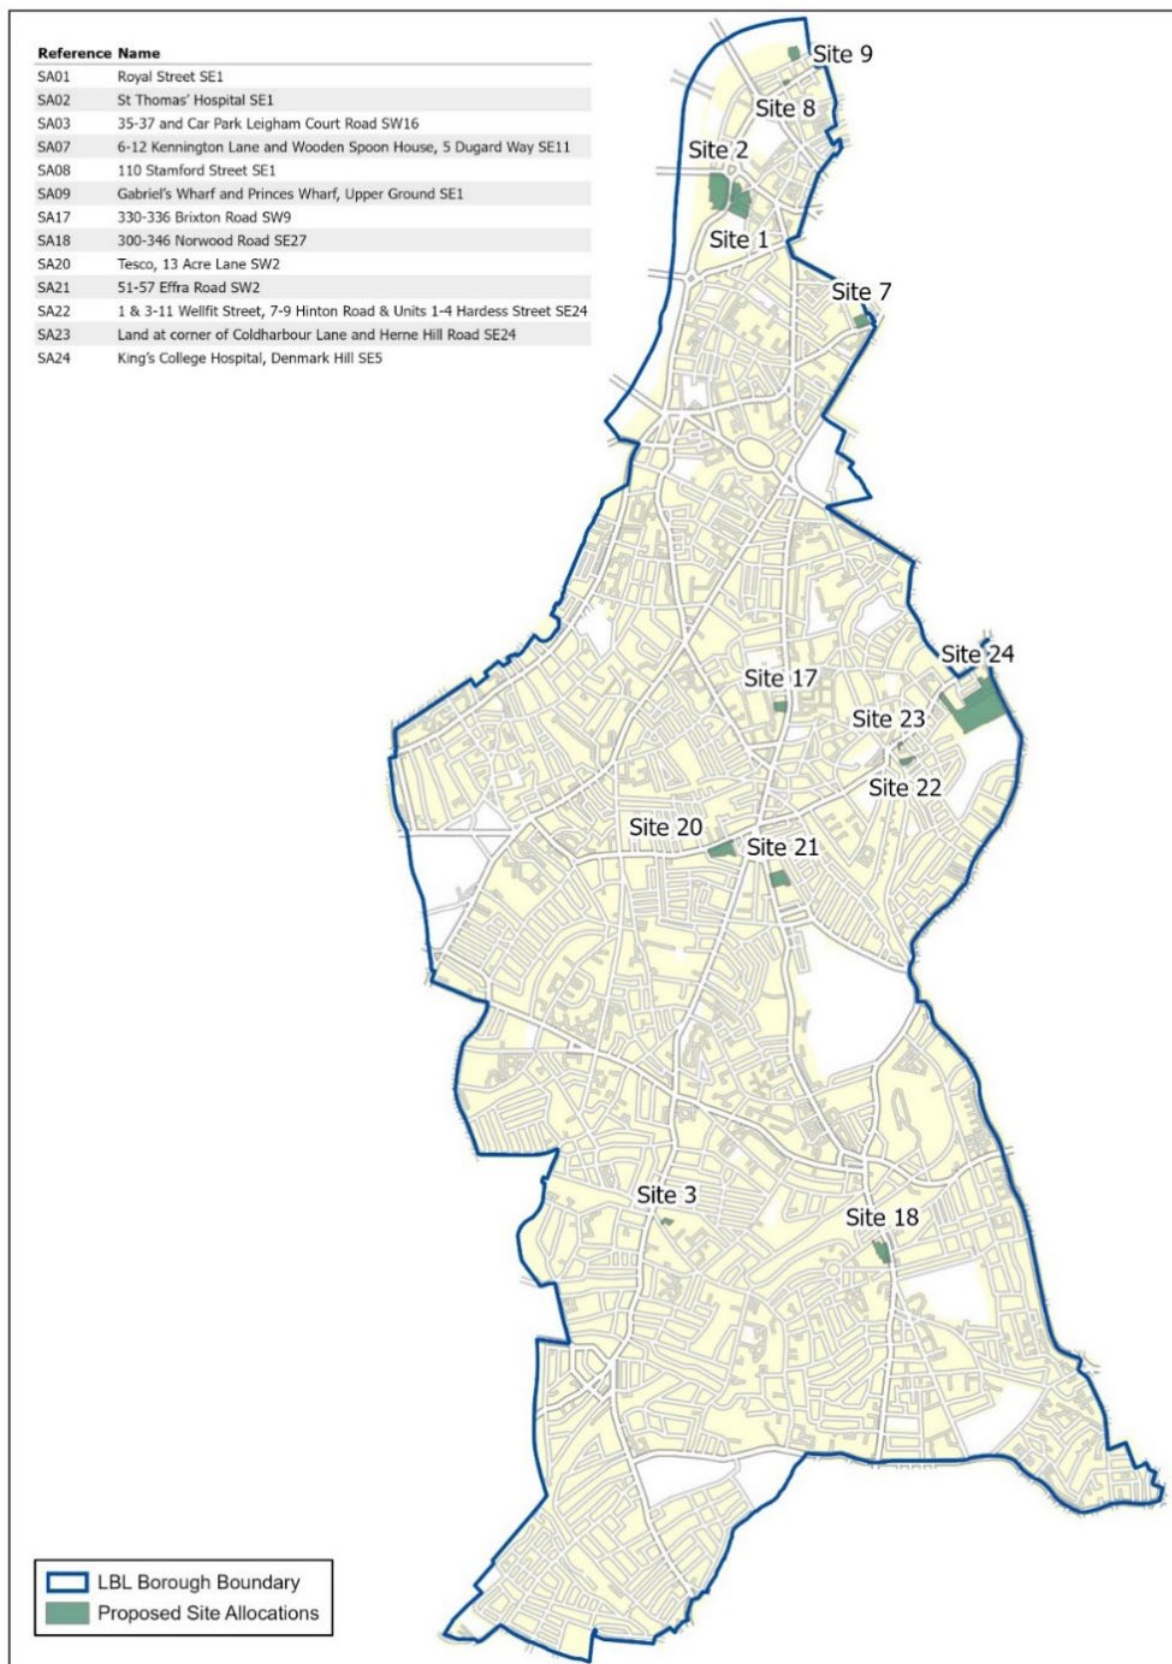 Reference Name
SA01 Royal Street SE1
SA02 St Thomas' Hospital SE1
SA03 35-37 and Car Park Leigham Court Road SW16
SA07 6-12 Kennington Lane and Wooden Spoon House, 5 Dugard Way SE11
SA08 110 Stamford Street SE1
SA09 Gabriel's Wharf and Princes Wharf, Upper Ground SE1
SA17 330-336 Brixton Road SW9
SA18 300-346 Norwood Road SE27
SA20 Tesco, 13 Acre Lane SW2
SA21 51-57 Effra Road SW2
SA22 1 & 3-11 Wellfit Street, 7-9 Hinton Road & Units 1-4 Hardess Street SE24
SA23 Land at corner of Coldharbour Lane and Herne Hill Road SE24
SA24 King's College Hospital, Denmark Hill SE5
Site 9
Site 8
Site 2
Site 1
Site 7
Site 24
Site 17
Site 23
Site 22
Site 20
Site 21
Site 3
Site 18
LBL Borough Boundary
Proposed Site Allocations